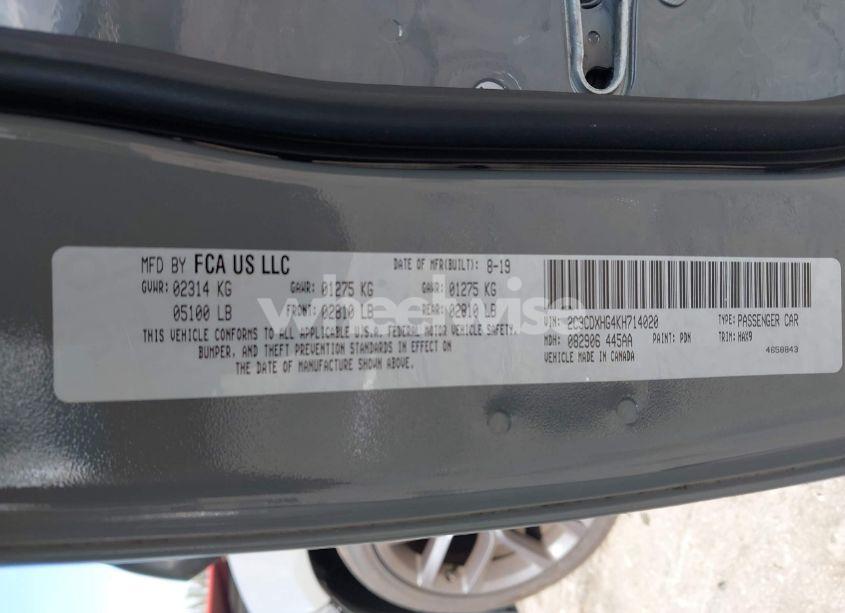 MFD BY FCA US LLC DATE OF MFR(BUILT): 8-19
GVWR: 02314 KG GAWR: 01275 KG GAWR: 01275 KG
05100 LB FRONT: 02810 LB REAR: 02810 LB
THIS VEHICLE CONFORMS TO ALL APPLICABLE U.S.A. FEDERAL MOTOR VEHICLE SAFETY,
BUMPER, AND THEFT PREVENTION STANDARDS IN EFFECT ON
THE DATE OF MANUFACTURE SHOWN ABOVE.
VIN: 2C3CDXHG4KH714020 TYPE: PASSENGER CAR
MDH: 082906 445AA PAINT: PDN TRIM: HAX9
VEHICLE MADE IN CANADA 4658843
wheelwise